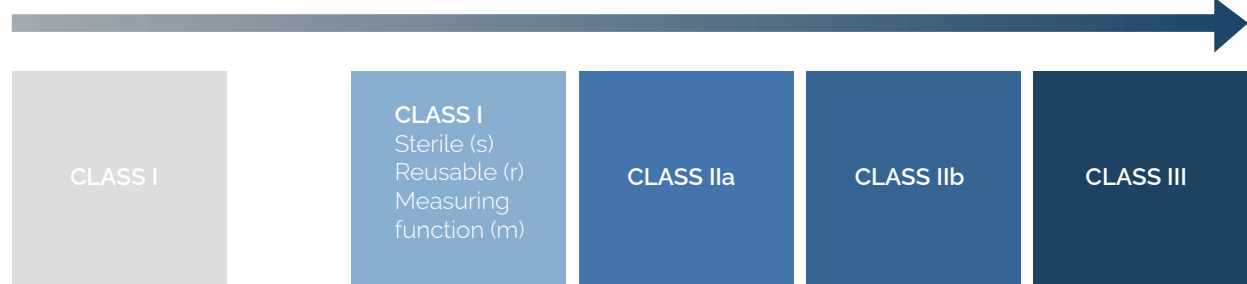 CLASS I
CLASS I
Sterile (s)
Reusable (r)
Measuring
function (m)
CLASS IIa
CLASS IIb
CLASS III